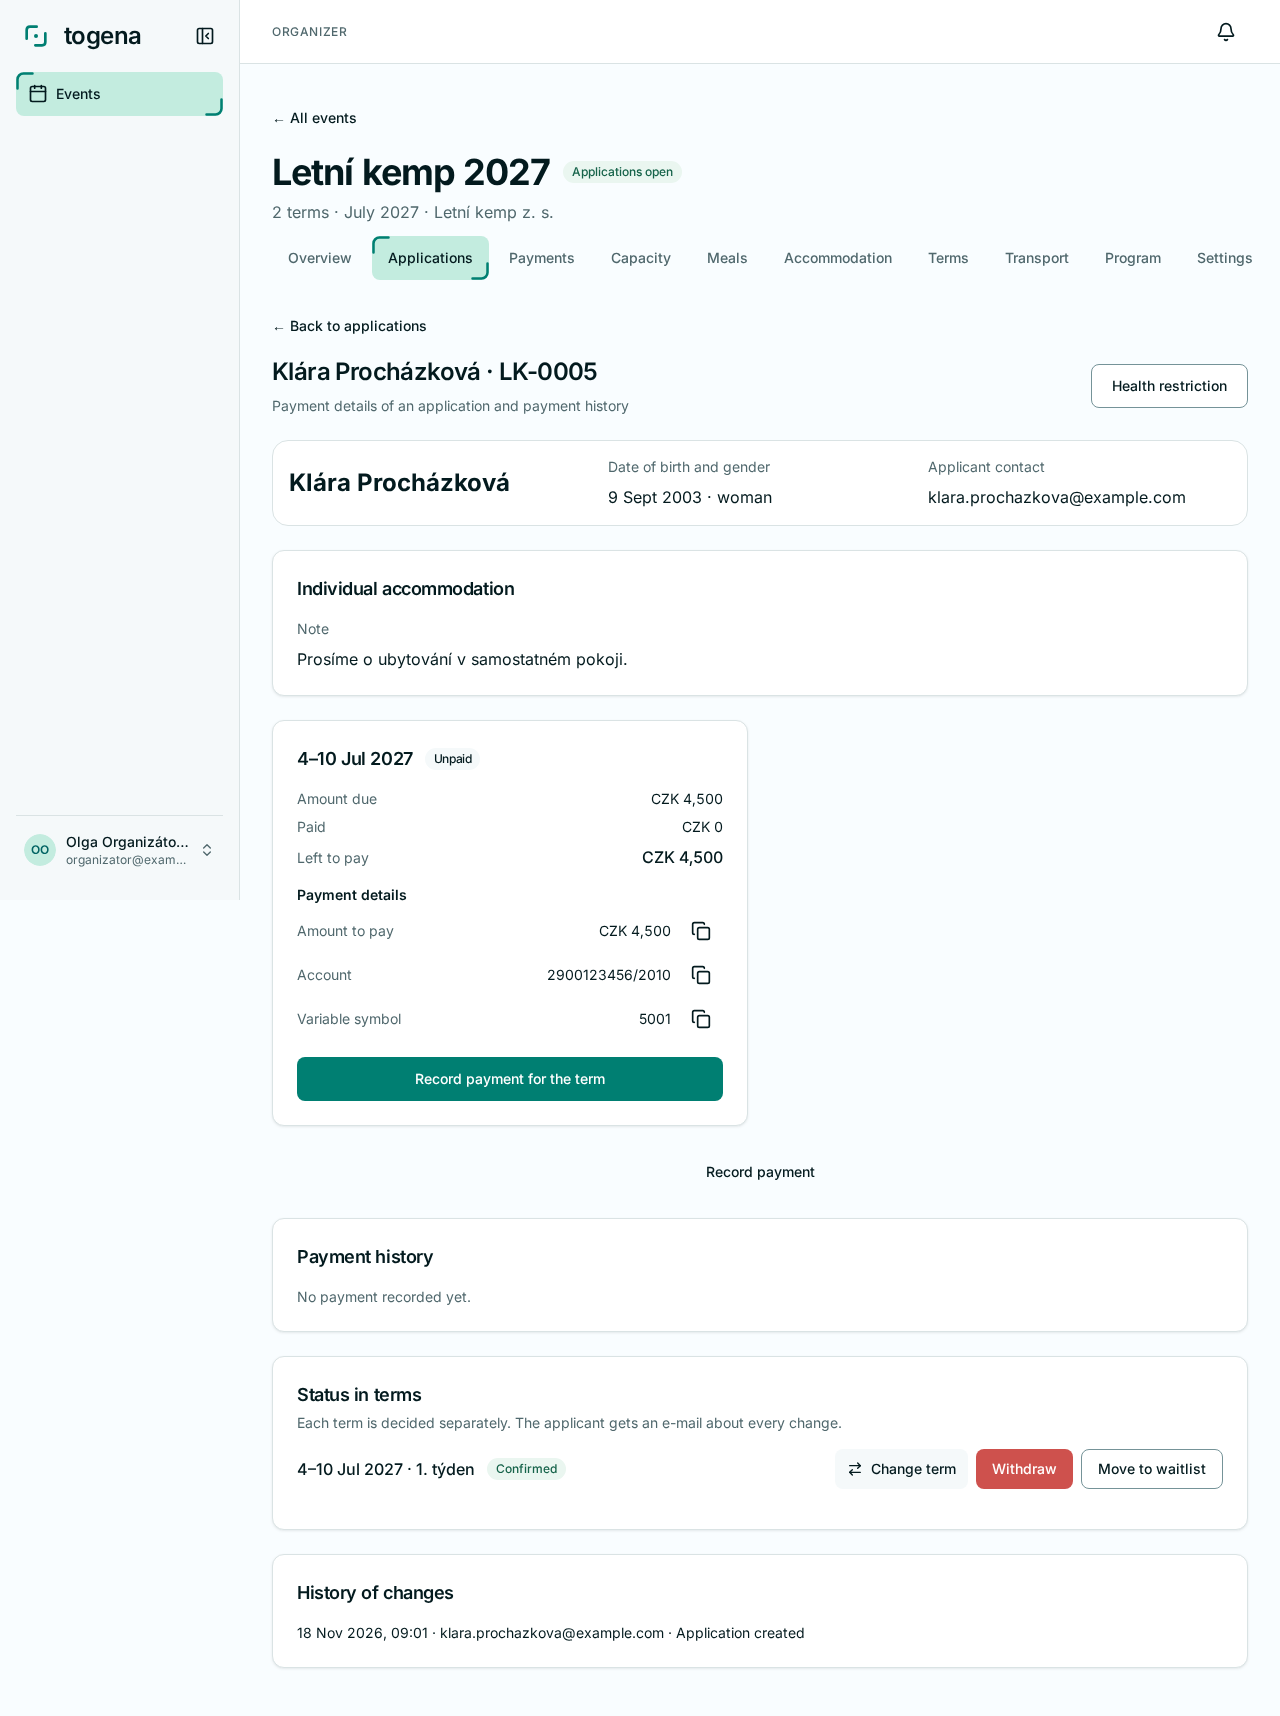 togena
ORGANIZER
Events
← All events
Letní kemp 2027
Applications open
2 terms · July 2027 · Letní kemp z. s.
Overview
Applications
Payments
Capacity
Meals
Accommodation
Terms
Transport
Program
Settings
← Back to applications
Klára Procházková · LK-0005
Payment details of an application and payment history
Health restriction
Klára Procházková
Date of birth and gender
9 Sept 2003 · woman
Applicant contact
klara.prochazkova@example.com
Individual accommodation
Note
Prosíme o ubytování v samostatném pokoji.
4–10 Jul 2027
Unpaid
Amount due
CZK 4,500
Paid
CZK 0
Left to pay
CZK 4,500
Payment details
Amount to pay
CZK 4,500
Account
2900123456/2010
Variable symbol
5001
Record payment for the term
Record payment
Payment history
No payment recorded yet.
Status in terms
Each term is decided separately. The applicant gets an e-mail about every change.
4–10 Jul 2027 · 1. týden
Confirmed
Change term
Withdraw
Move to waitlist
History of changes
18 Nov 2026, 09:01 · klara.prochazkova@example.com · Application created
OO
Olga Organizáto...
organizator@exam...